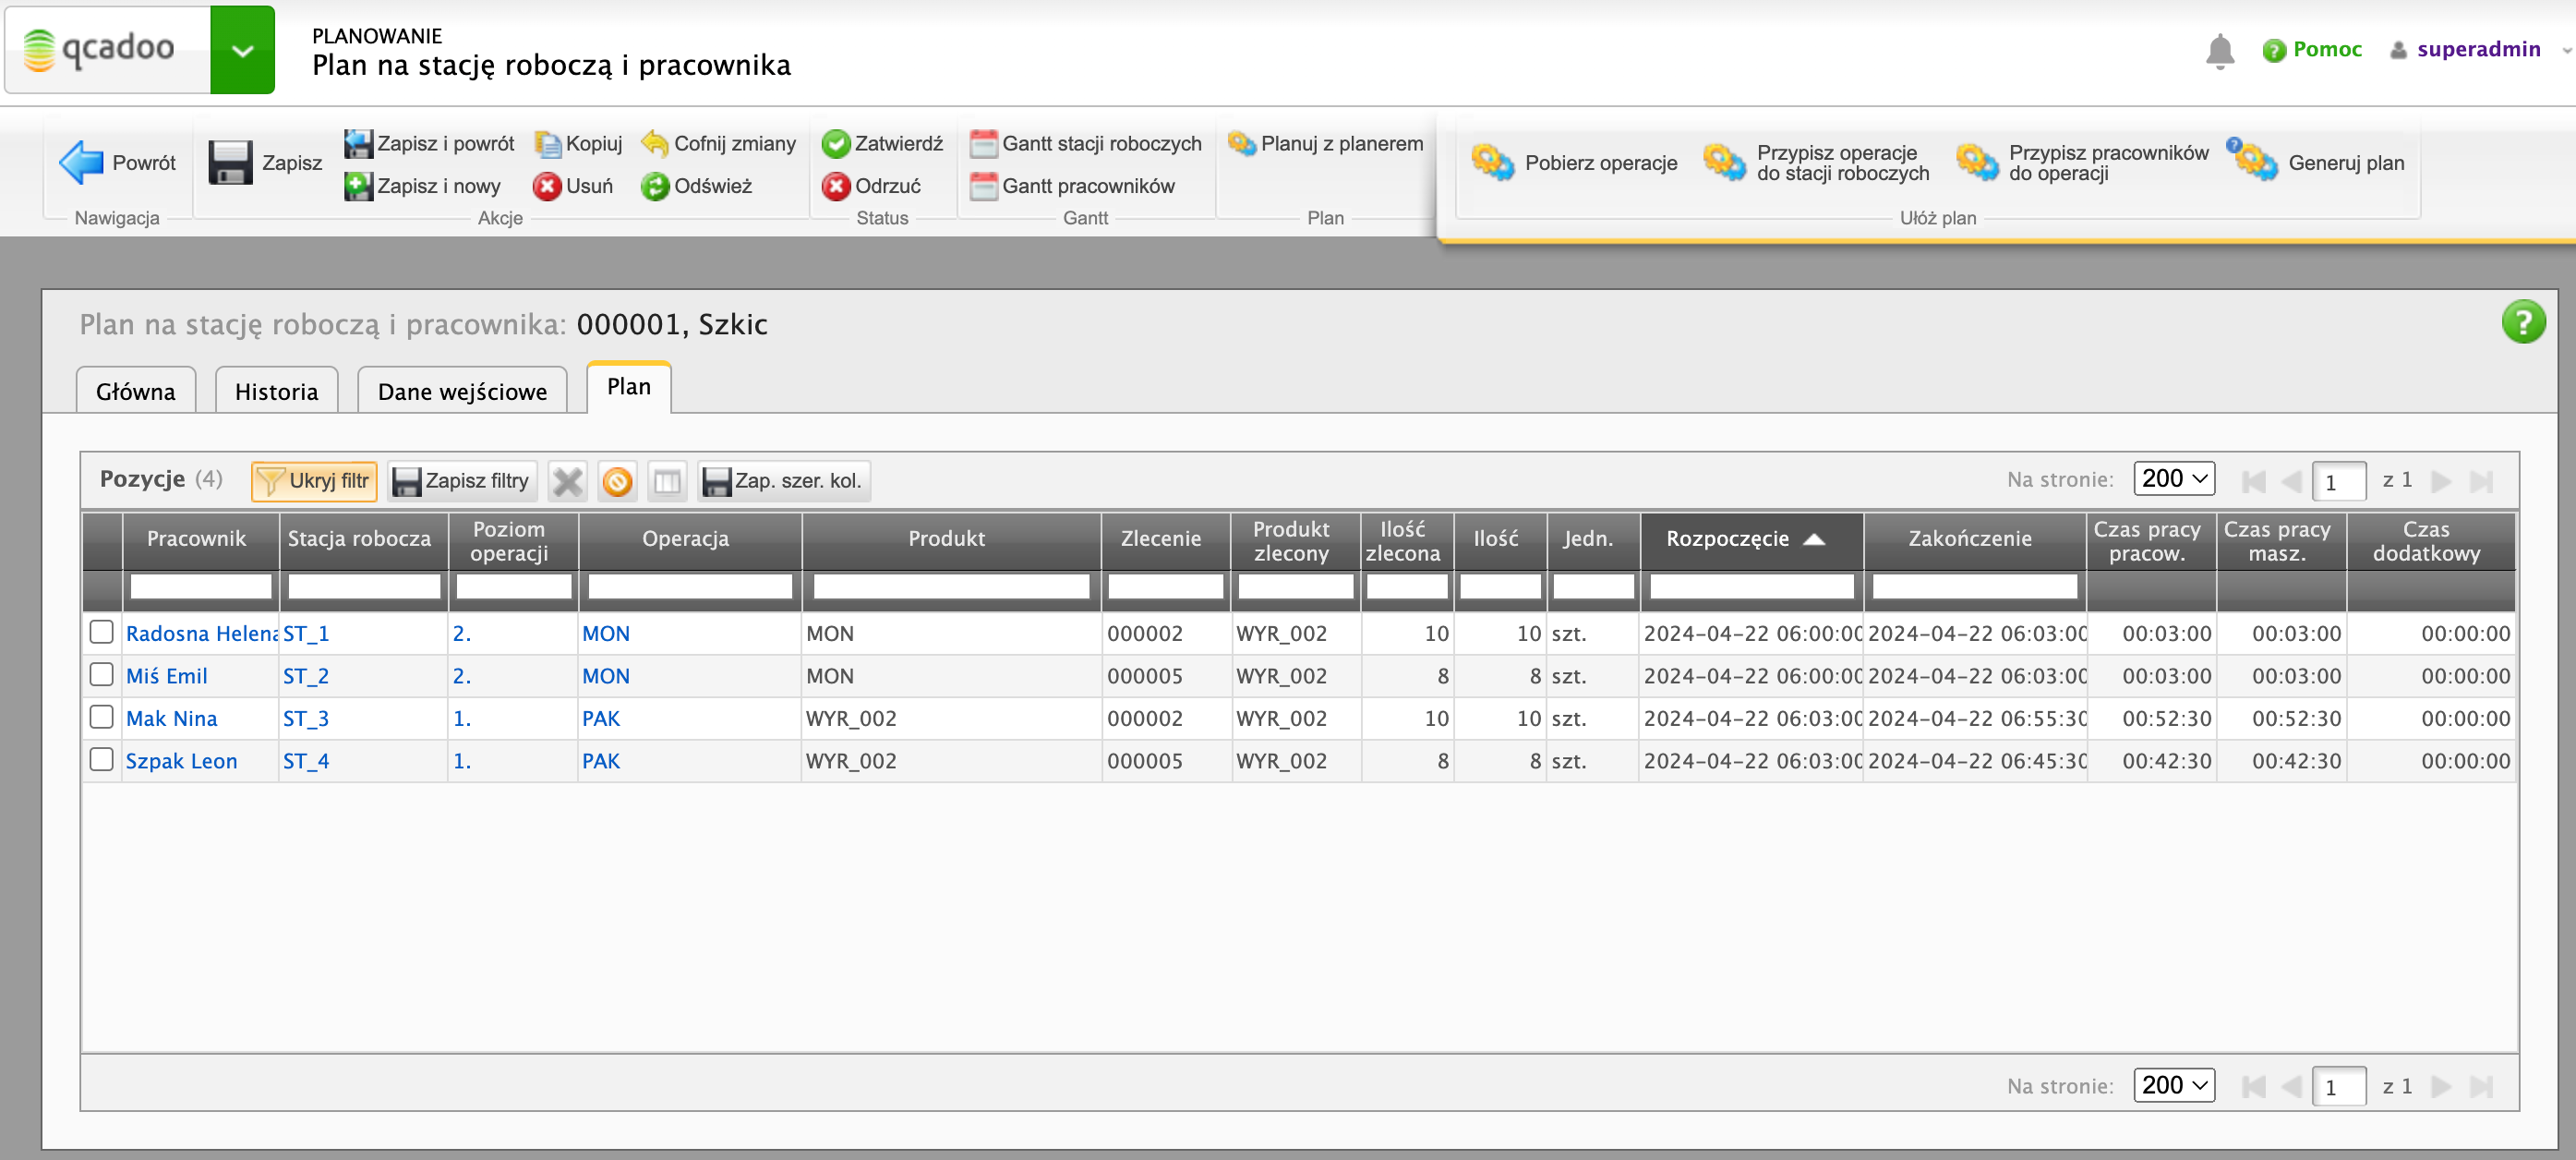 qcadoo
PLANOWANIE
Plan na stację roboczą i pracownika
Pomoc
superadmin
Powrót
Nawigacja
Zapisz
Zapisz i powrót
Kopiuj
Cofnij zmiany
Zapisz i nowy
Usuń
Odśwież
Akcje
Zatwierdź
Odrzuć
Status
Gantt stacji roboczych
Gantt pracowników
Gantt
Planuj z planerem
Plan
Pobierz operacje
Przypisz operacje
do stacji roboczych
Przypisz pracowników
do operacji
Generuj plan
Ułóż plan
Plan na stację roboczą i pracownika: 000001, Szkic
Główna
Historia
Dane wejściowe
Plan
Pozycje (4)
Ukryj filtr
Zapisz filtry
Zap. szer. kol.
Na stronie: 200
1 z 1
Pracownik Stacja robocza Poziom operacji Operacja Produkt Zlecenie Produkt zlecony Ilość zlecona Ilość Jedn. Rozpoczęcie Zakończenie Czas pracy pracow. Czas pracy masz. Czas dodatkowy
Radosna Helena ST_1 2. MON MON 000002 WYR_002 10 10 szt. 2024-04-22 06:00:00 2024-04-22 06:03:00 00:03:00 00:03:00 00:00:00
Miś Emil ST_2 2. MON MON 000005 WYR_002 8 8 szt. 2024-04-22 06:00:00 2024-04-22 06:03:00 00:03:00 00:03:00 00:00:00
Mak Nina ST_3 1. PAK WYR_002 000002 WYR_002 10 10 szt. 2024-04-22 06:03:00 2024-04-22 06:55:30 00:52:30 00:52:30 00:00:00
Szpak Leon ST_4 1. PAK WYR_002 000005 WYR_002 8 8 szt. 2024-04-22 06:03:00 2024-04-22 06:45:30 00:42:30 00:42:30 00:00:00
Na stronie: 200
1 z 1